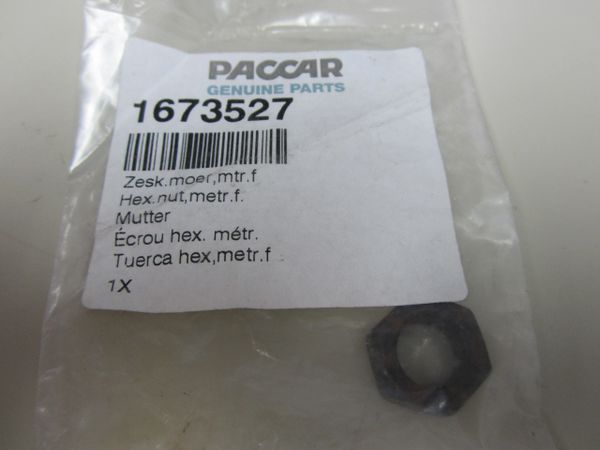 PACCAR
GENUINE PARTS
1673527
Zesk.moer,mtr.f
Hex.nut,metr.f.
Mutter
Écrou hex. métr.
Tuerca hex,metr.f
1X